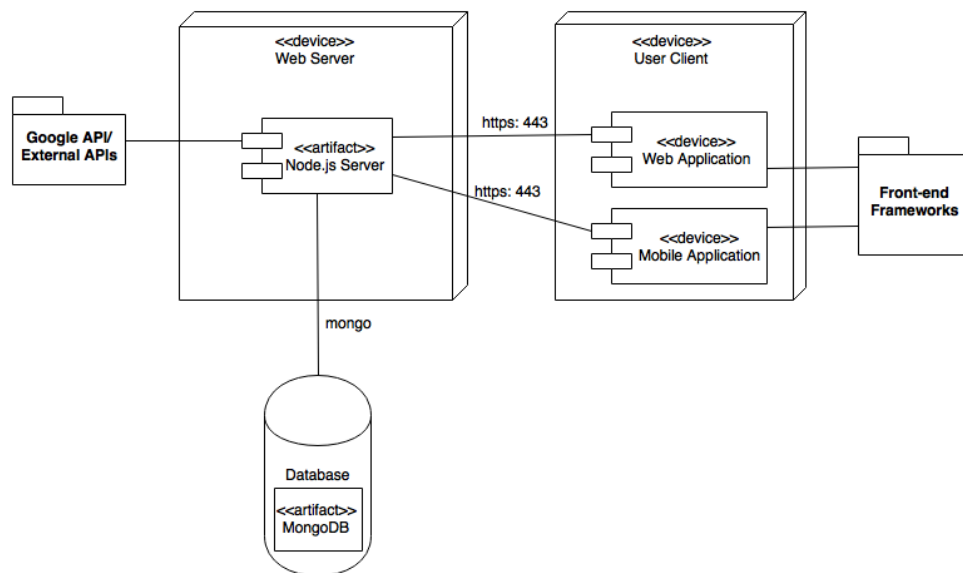 <<device>>
Web Server
<<device>>
User Client
Google API/
External APIs
<<artifact>>
Node.js Server
https: 443
https: 443
<<device>>
Web Application
<<device>>
Mobile Application
Front-end
Frameworks
mongo
Database
<<artifact>>
MongoDB